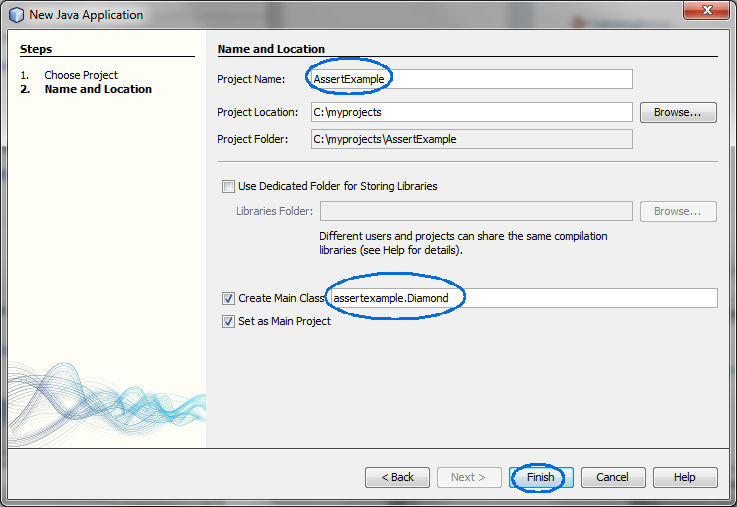 New Java Application
Steps
1. Choose Project
2. Name and Location
Name and Location
Project Name: AssertExample
Project Location: C:\myprojects Browse...
Project Folder: C:\myprojects\AssertExample
Use Dedicated Folder for Storing Libraries
Libraries Folder: Browse...
Different users and projects can share the same compilation
libraries (see Help for details).
Create Main Class assertexample.Diamond
Set as Main Project
< Back Next > Finish Cancel Help